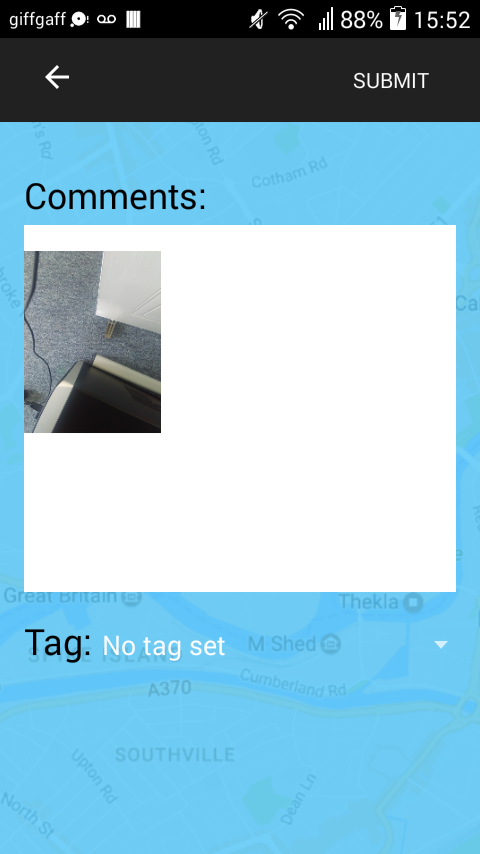 giffgaff 88% 15:52
SUBMIT
Cotham Rd
Comments:
Great Britain
Thekla
Tag: No tag set
M Shed
Cumberland Rd
A370
SOUTHVILLE
Upton Rd
Dean Ln
North St